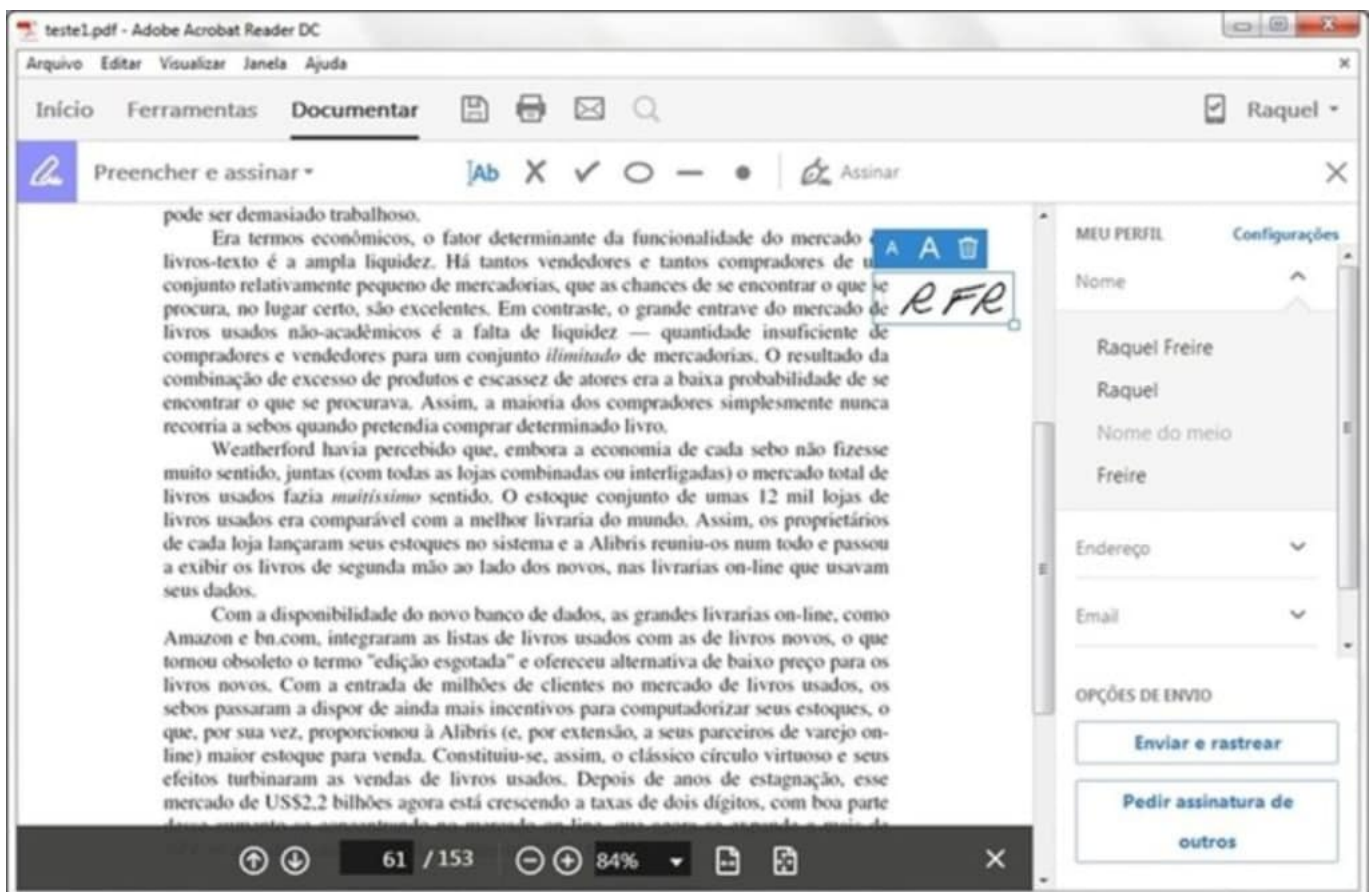 teste1.pdf - Adobe Acrobat Reader DC
Arquivo Editar Visualizar Janela Ajuda
Início Ferramentas Documentar Raquel
Preencher e assinar Ab Assinar
pode ser demasiado trabalhoso.
Era termos econômicos, o fator determinante da funcionalidade do mercado
livros-texto é a ampla liquidez. Há tantos vendedores e tantos compradores de
conjunto relativamente pequeno de mercadorias, que as chances de se encontrar o que se
procura, no lugar certo, são excelentes. Em contraste, o grande entrave do mercado de
livros usados não-acadêmicos é a falta de liquidez — quantidade insuficiente de
compradores e vendedores para um conjunto ilimitado de mercadorias. O resultado da
combinação de excesso de produtos e escassez de atores era a baixa probabilidade de se
encontrar o que se procurava. Assim, a maioria dos compradores simplesmente nunca
recorria a sebos quando pretendia comprar determinado livro.
Weatherford havia percebido que, embora a economia de cada sebo não fizesse
muito sentido, juntas (com todas as lojas combinadas ou interligadas) o mercado total de
livros usados fazia muitíssimo sentido. O estoque conjunto de umas 12 mil lojas de
livros usados era comparável com a melhor livraria do mundo. Assim, os proprietários
de cada loja lançaram seus estoques no sistema e a Alibris reuniu-os num todo e passou
a exibir os livros de segunda mão ao lado dos novos, nas livrarias on-line que usavam
seus dados.
Com a disponibilidade do novo banco de dados, as grandes livrarias on-line, como
Amazon e bn.com, integraram as listas de livros usados com as de livros novos, o que
tornou obsoleto o termo "edição esgotada" e ofereceu alternativa de baixo preço para os
livros novos. Com a entrada de milhões de clientes no mercado de livros usados, os
sebos passaram a dispor de ainda mais incentivos para computadorizar seus estoques, o
que, por sua vez, proporcionou à Alibris (e, por extensão, a seus parceiros de varejo on-
line) maior estoque para venda. Constituiu-se, assim, o clássico círculo virtuoso e seus
efeitos turbinaram as vendas de livros usados. Depois de anos de estagnação, esse
mercado de US$2,2 bilhões agora está crescendo a taxas de dois dígitos, com boa parte
A A
RFR
MEU PERFIL Configurações
Nome
Raquel Freire
Raquel
Nome do meio
Freire
Endereço
Email
OPÇÕES DE ENVIO
Enviar e rastrear
Pedir assinatura de
outros
61 / 153 84%